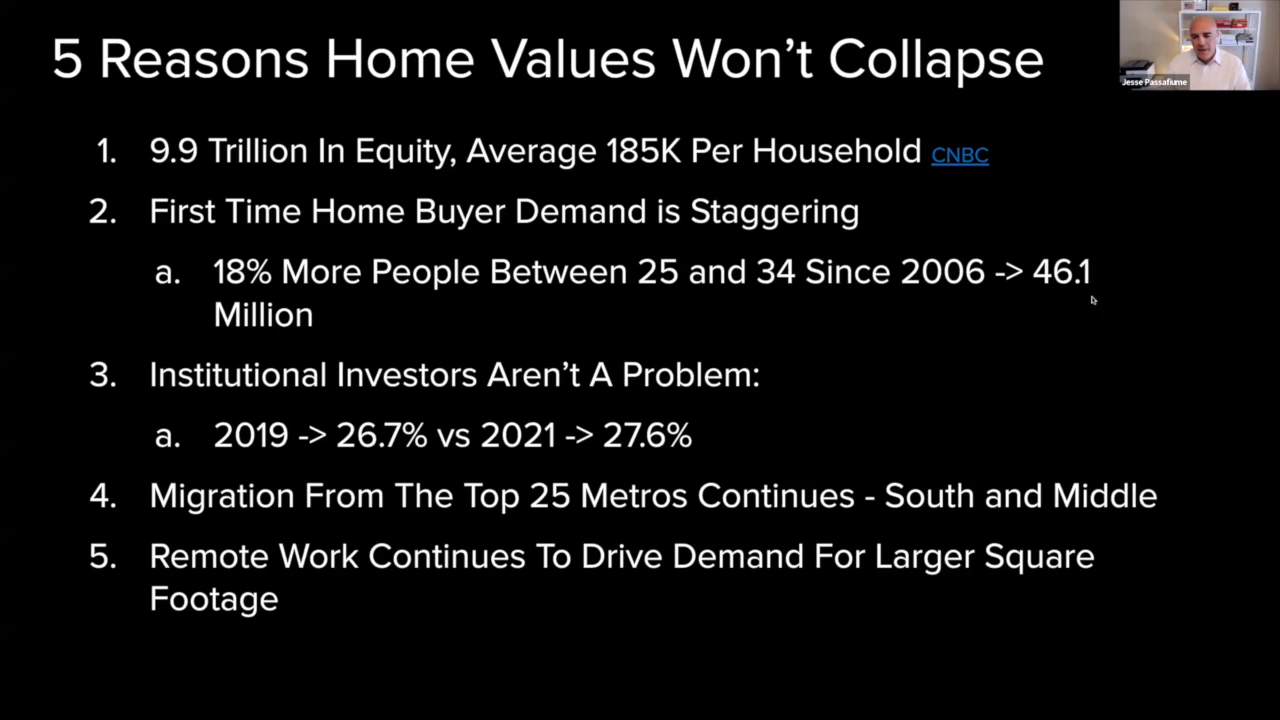 5 Reasons Home Values Won’t Collapse
Jesse Passafiume
1. 9.9 Trillion In Equity, Average 185K Per Household CNBC
2. First Time Home Buyer Demand is Staggering
a. 18% More People Between 25 and 34 Since 2006 -> 46.1
Million
3. Institutional Investors Aren’t A Problem:
a. 2019 -> 26.7% vs 2021 -> 27.6%
4. Migration From The Top 25 Metros Continues - South and Middle
5. Remote Work Continues To Drive Demand For Larger Square
Footage